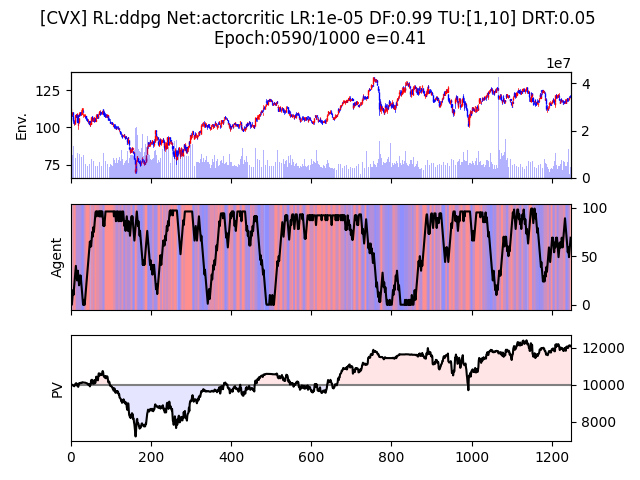 [CVX] RL:ddpg Net:actorcritic LR:1e-05 DF:0.99 TU:[1,10] DRT:0.05
Epoch:0590/1000 e=0.41
1e7
125
100
75
Env.
4
2
0
Agent
100
50
0
PV
12000
10000
8000
0 200 400 600 800 1000 1200